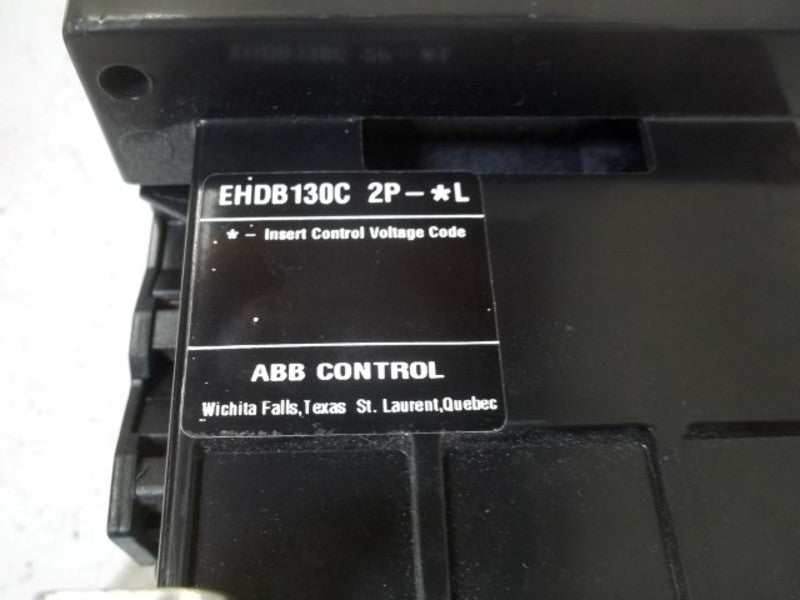 EHDB130C 2P-*L
* - Insert Control Voltage Code
ABB CONTROL
Wichita Falls,Texas St. Laurent,Quebec